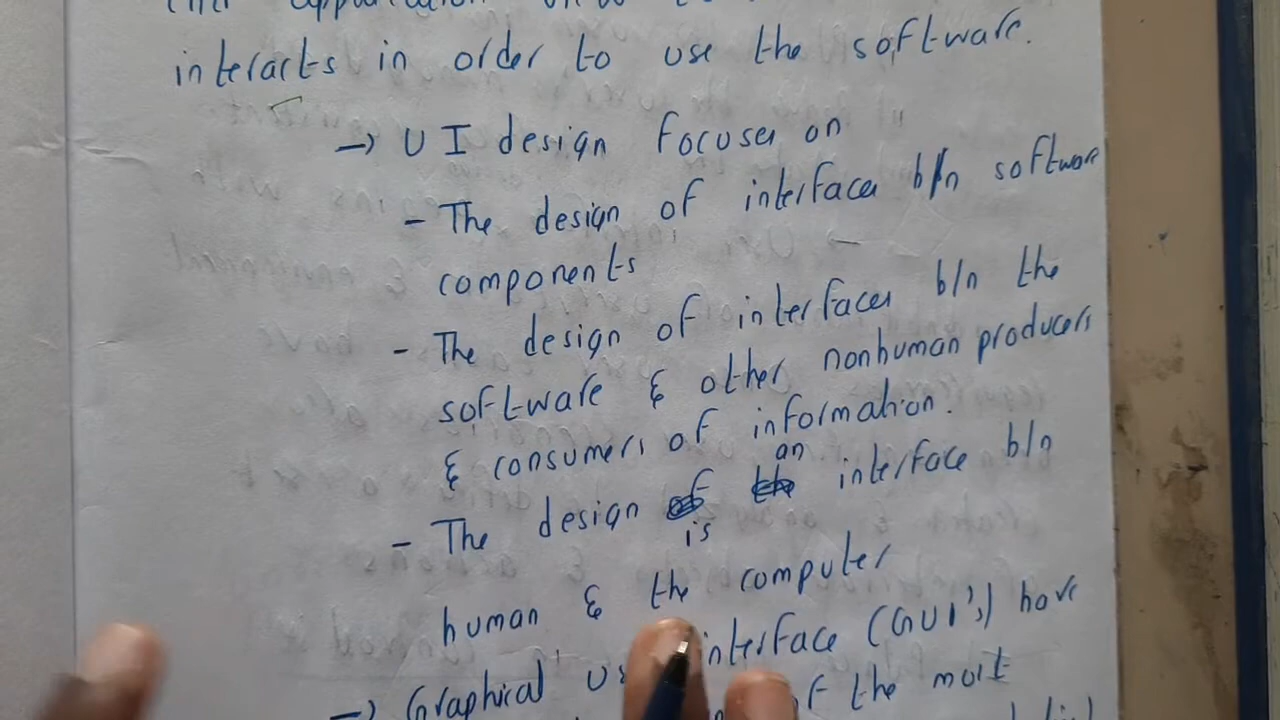 interacts in order to use the software.
→ UI design focuses on
- The design of interfaces b/n software
components
- The design of interfaces b/n the
software & other nonhuman producers
& consumers of information.
an
- The design interface b/n
is
human & the computer
→ Graphical interface (GUI's) have
of the most